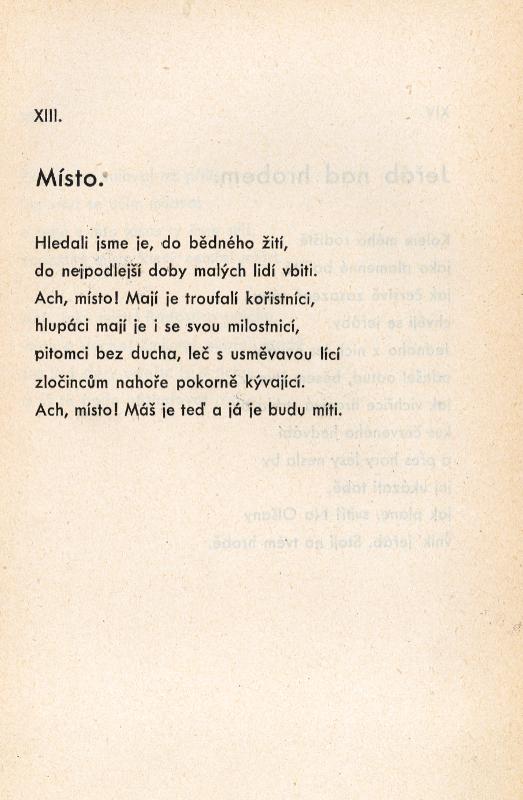 XIII.
Místo.
Hledali jsme je, do bědného žití,
do nejpodlejší doby malých lidí vbiti.
Ach, místo! Mají je troufalí kořistníci,
hlupáci mají je i se svou milostnicí,
pitomci bez ducha, leč s usměvavou lící
zločincům nahoře pokorně kývající.
Ach, místo! Máš je teď a já je budu míti.